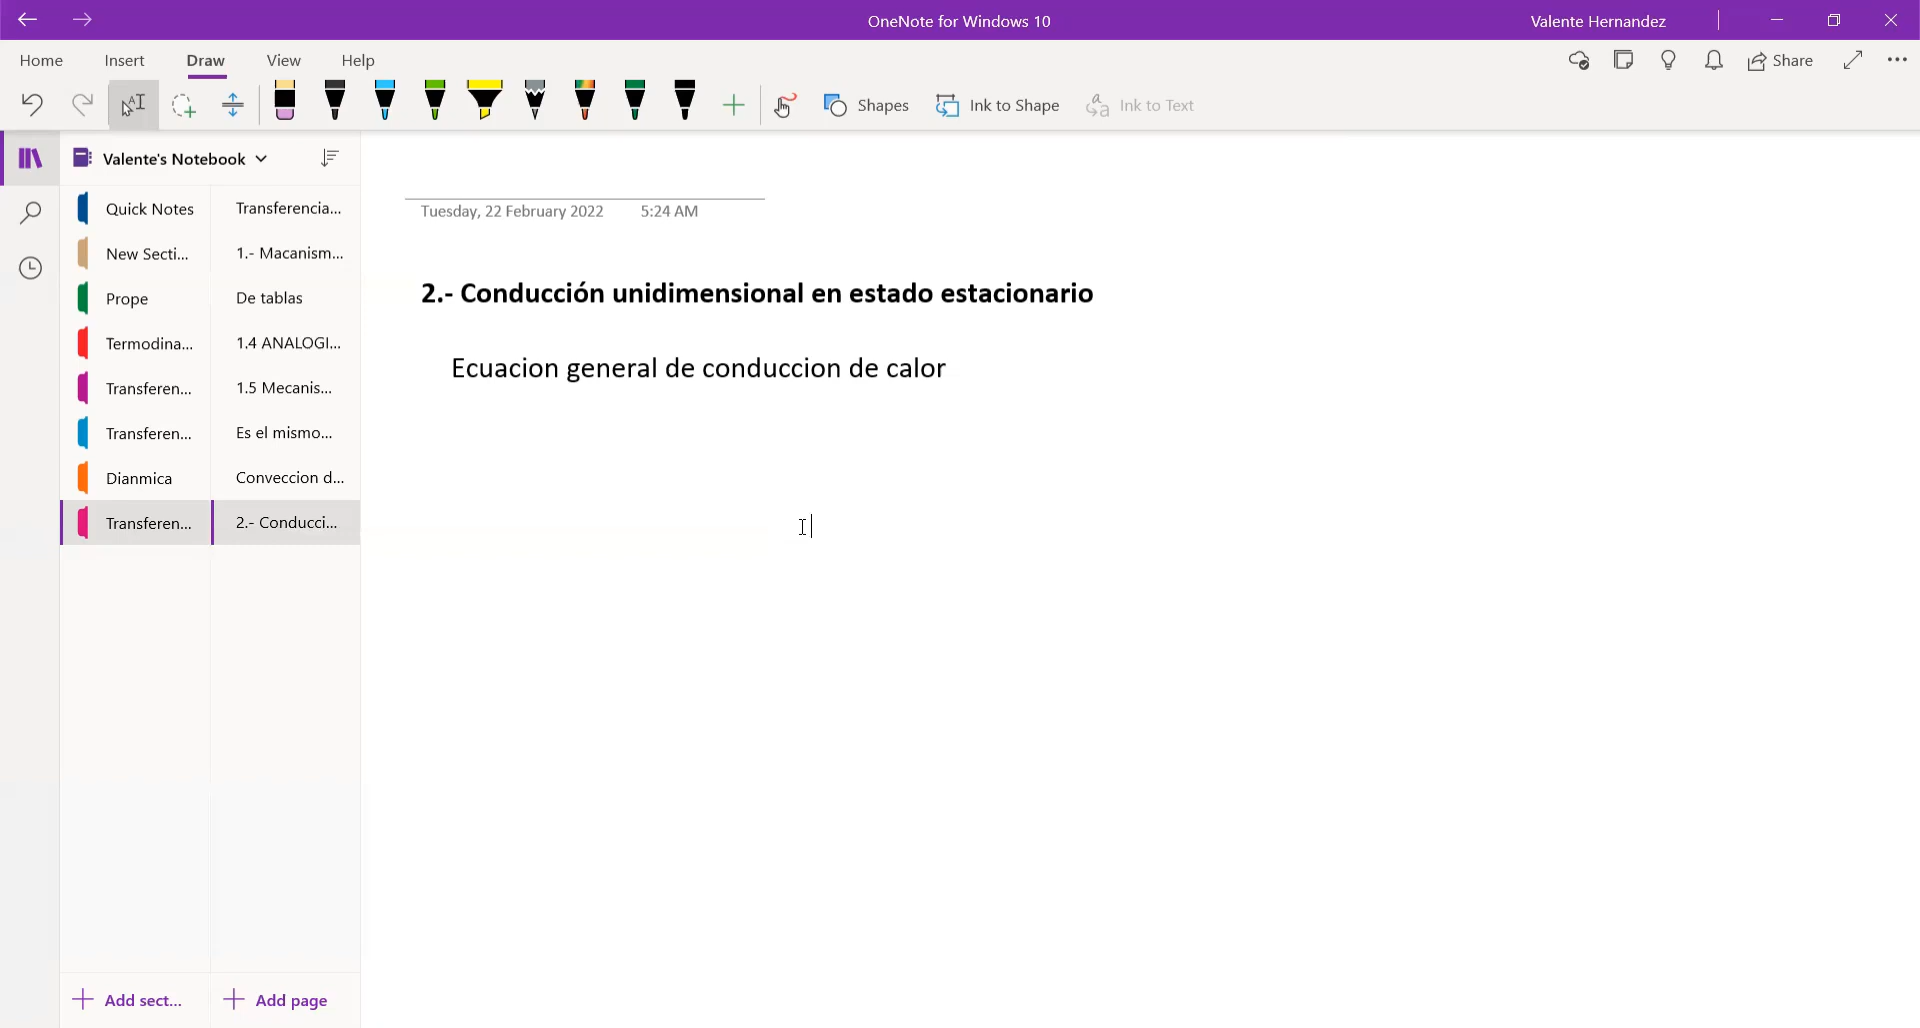 OneNote for Windows 10
Valente Hernandez
Home Insert Draw View Help
Share
Shapes Ink to Shape Ink to Text
Valente's Notebook
Quick Notes
New Secti...
Prope
Termodina...
Transferen...
Transferen...
Dianmica
Transferen...
Transferencia...
1.- Macanism...
De tablas
1.4 ANALOGI...
1.5 Mecanis...
Es el mismo...
Conveccion d...
2.- Conducci...
Add sect...
Add page
Tuesday, 22 February 2022 5:24 AM
2.- Conducción unidimensional en estado estacionario
Ecuacion general de conduccion de calor